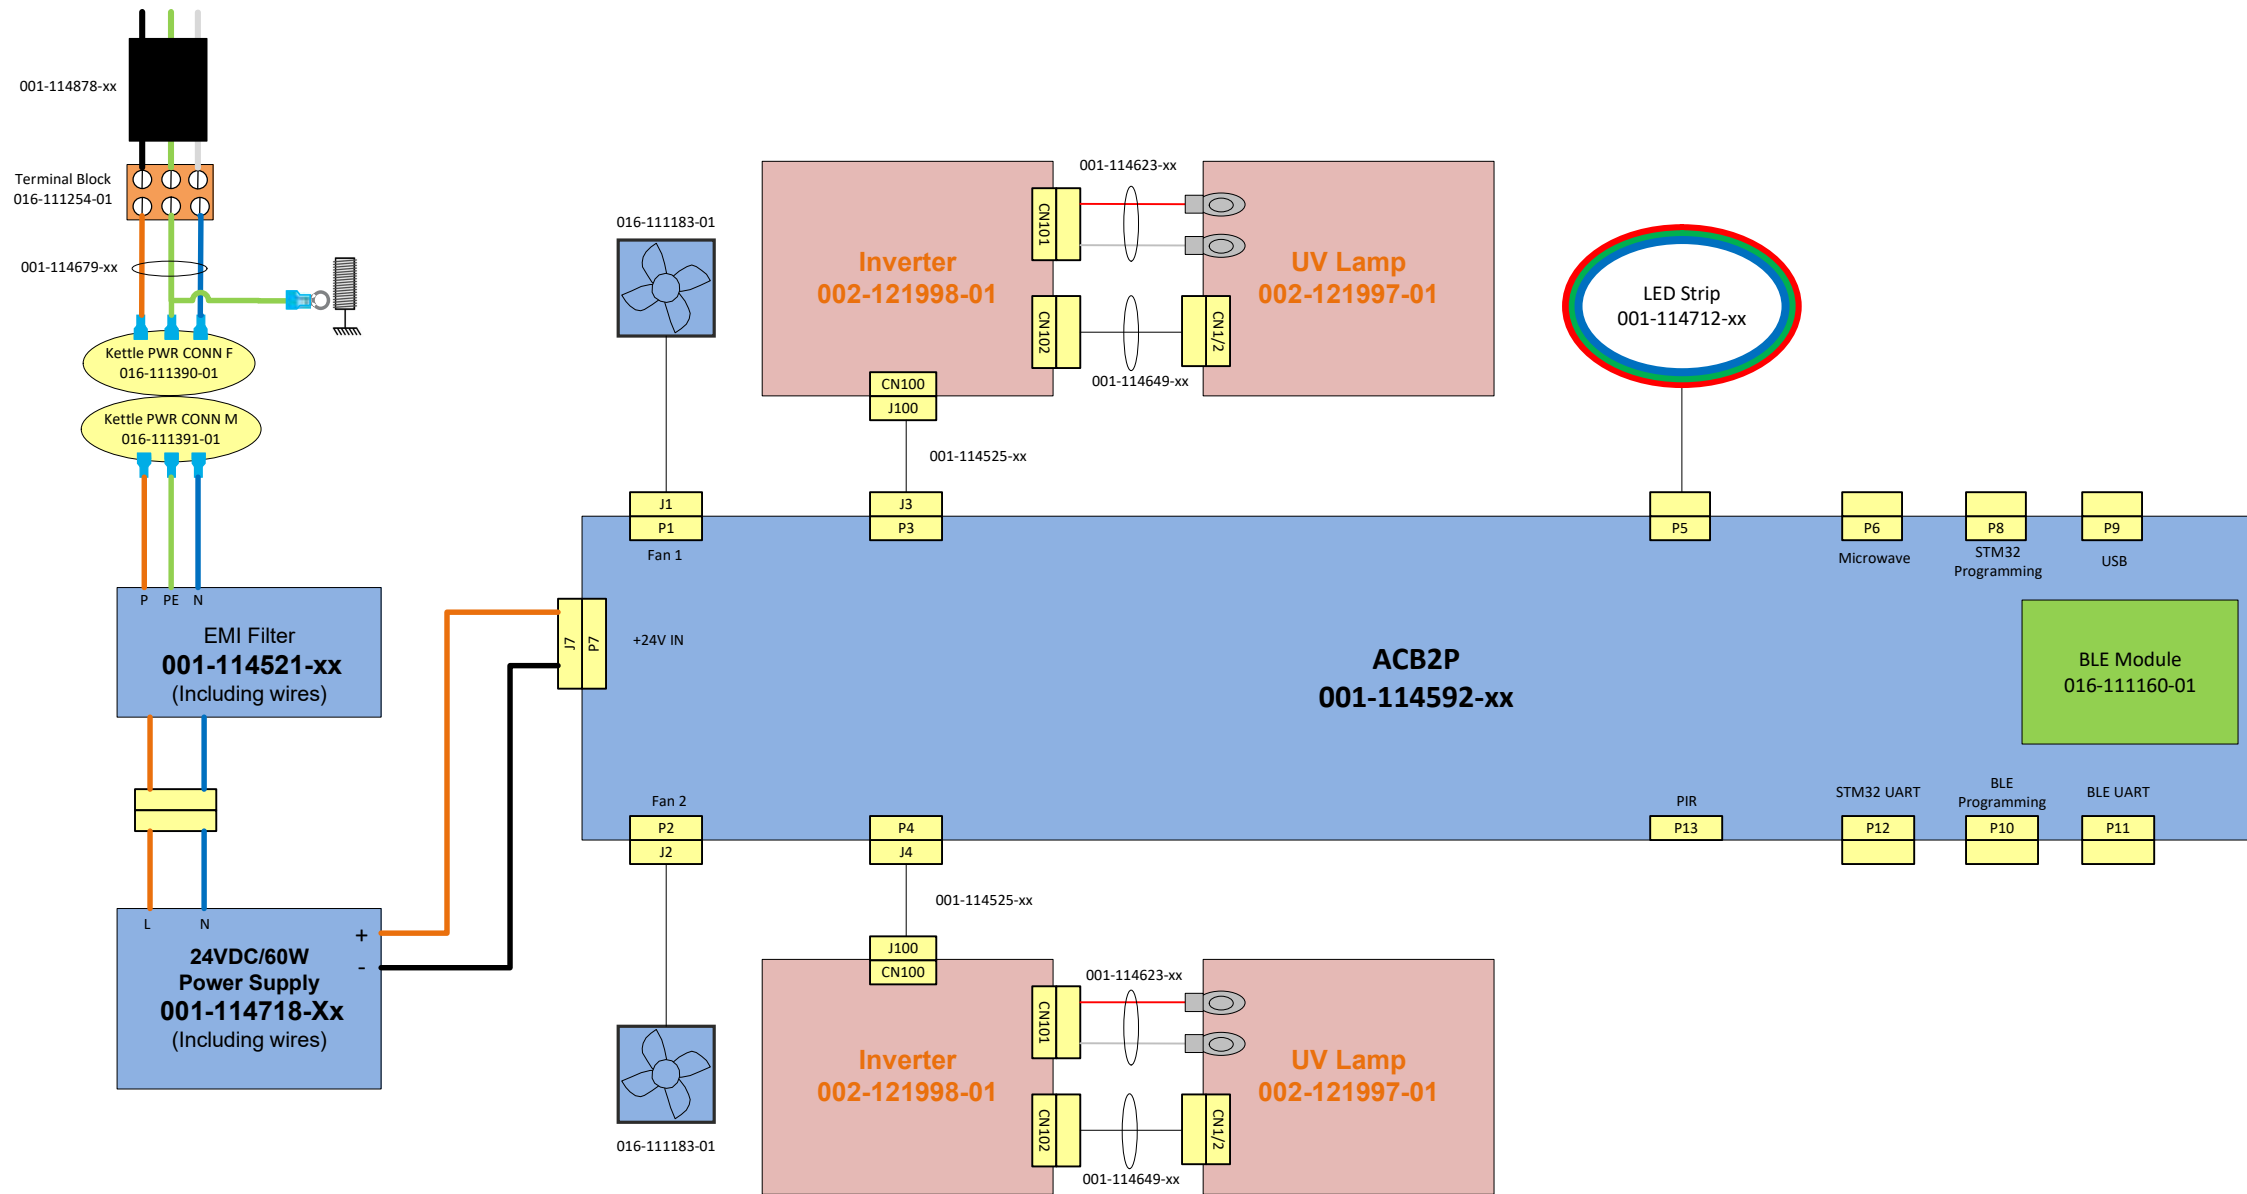 001-114878-xx
Terminal Block
016-111254-01
001-114679-xx
Kettle PWR CONN F
016-111390-01
Kettle PWR CONN M
016-111391-01
P PE N
EMI Filter
001-114521-xx
(Including wires)
L N
+
-
24VDC/60W
Power Supply
001-114718-Xx
(Including wires)
016-111183-01
J1
P1
Fan 1
J7
P7
+24V IN
Fan 2
P2
J2
016-111183-01
Inverter
002-121998-01
CN101
CN102
CN100
J100
001-114623-xx
001-114649-xx
UV Lamp
002-121997-01
CN1/2
001-114525-xx
J3
P3
LED Strip
001-114712-xx
P5
P6
Microwave
P8
STM32
Programming
P9
USB
ACB2P
001-114592-xx
BLE Module
016-111160-01
PIR
P13
STM32 UART
P12
BLE
Programming
P10
BLE UART
P11
P4
J4
001-114525-xx
J100
CN100
Inverter
002-121998-01
CN101
CN102
001-114623-xx
001-114649-xx
UV Lamp
002-121997-01
CN1/2